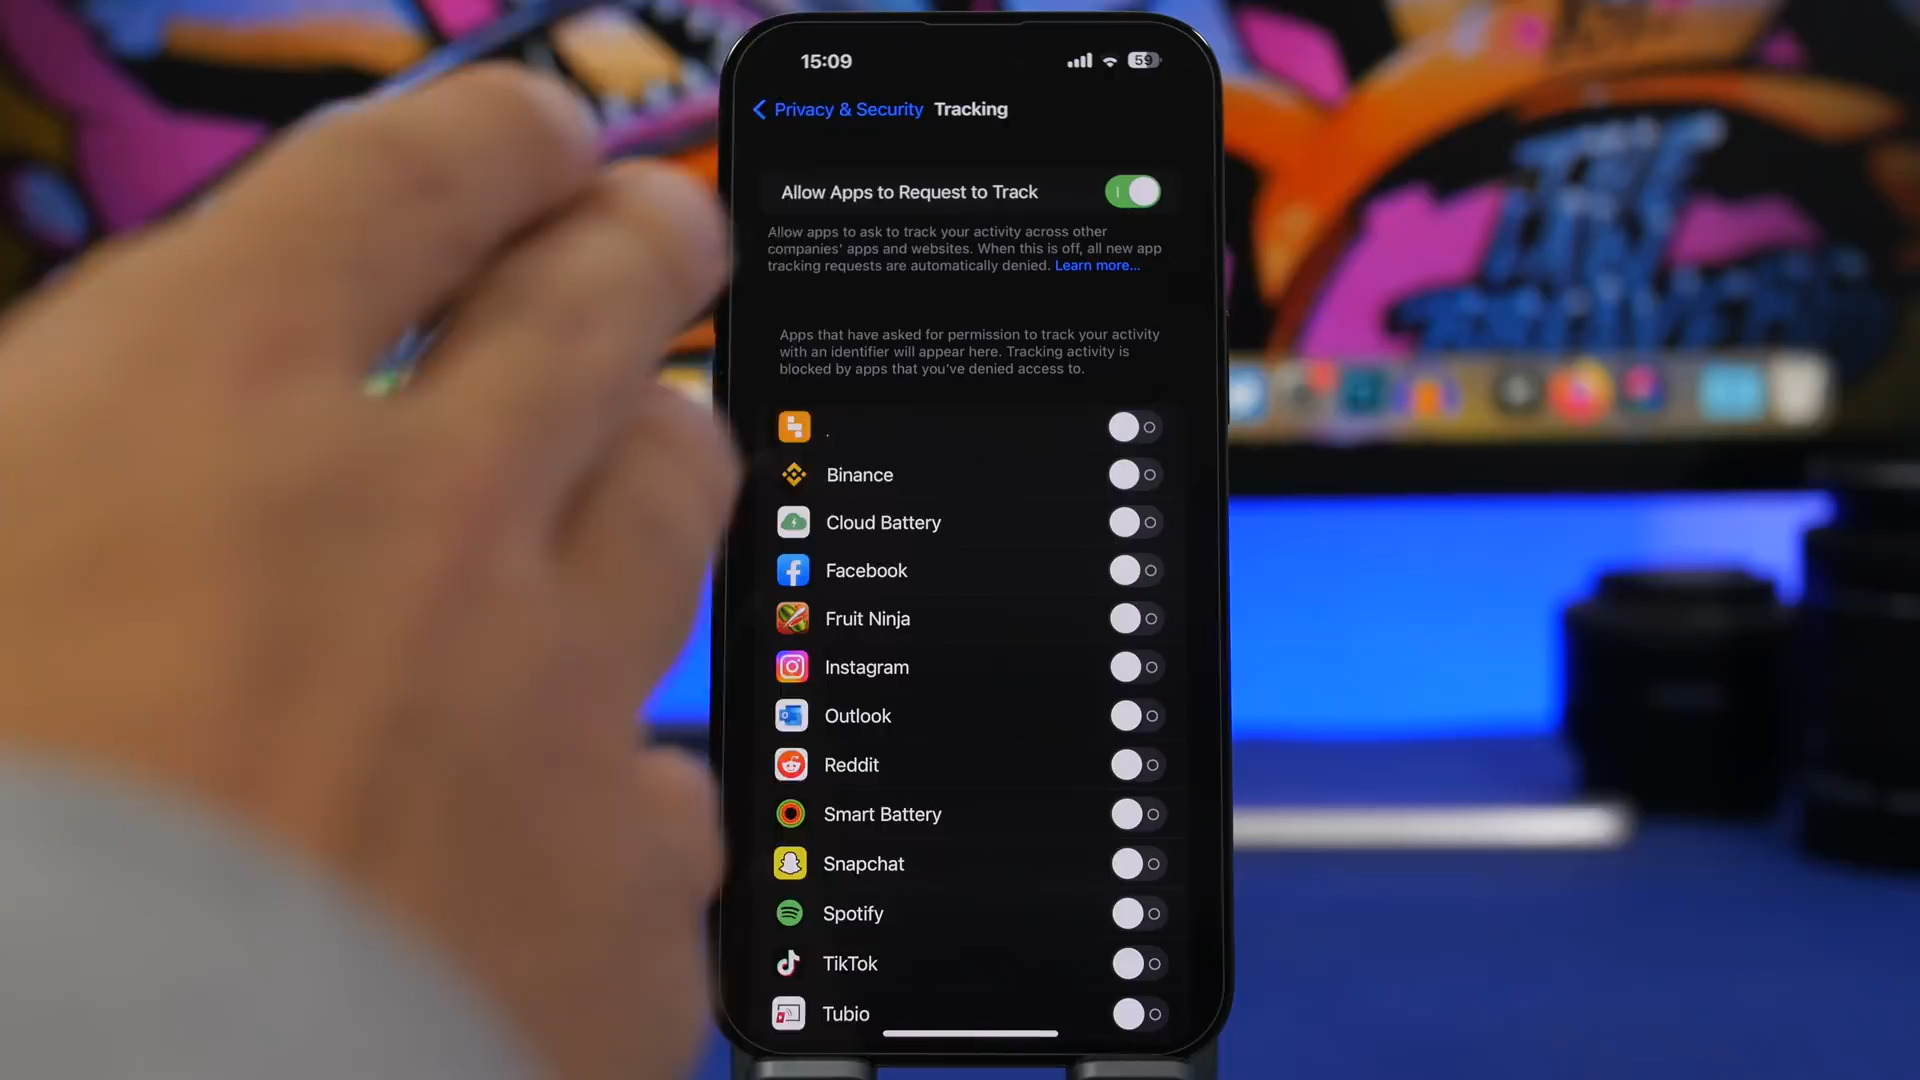 15:09
59
Privacy & Security Tracking
Allow Apps to Request to Track
Allow apps to ask to track your activity across other
companies' apps and websites. When this is off, all new app
tracking requests are automatically denied. Learn more...
Apps that have asked for permission to track your activity
with an identifier will appear here. Tracking activity is
blocked by apps that you've denied access to.
.
Binance
Cloud Battery
Facebook
Fruit Ninja
Instagram
Outlook
Reddit
Smart Battery
Snapchat
Spotify
TikTok
Tubio